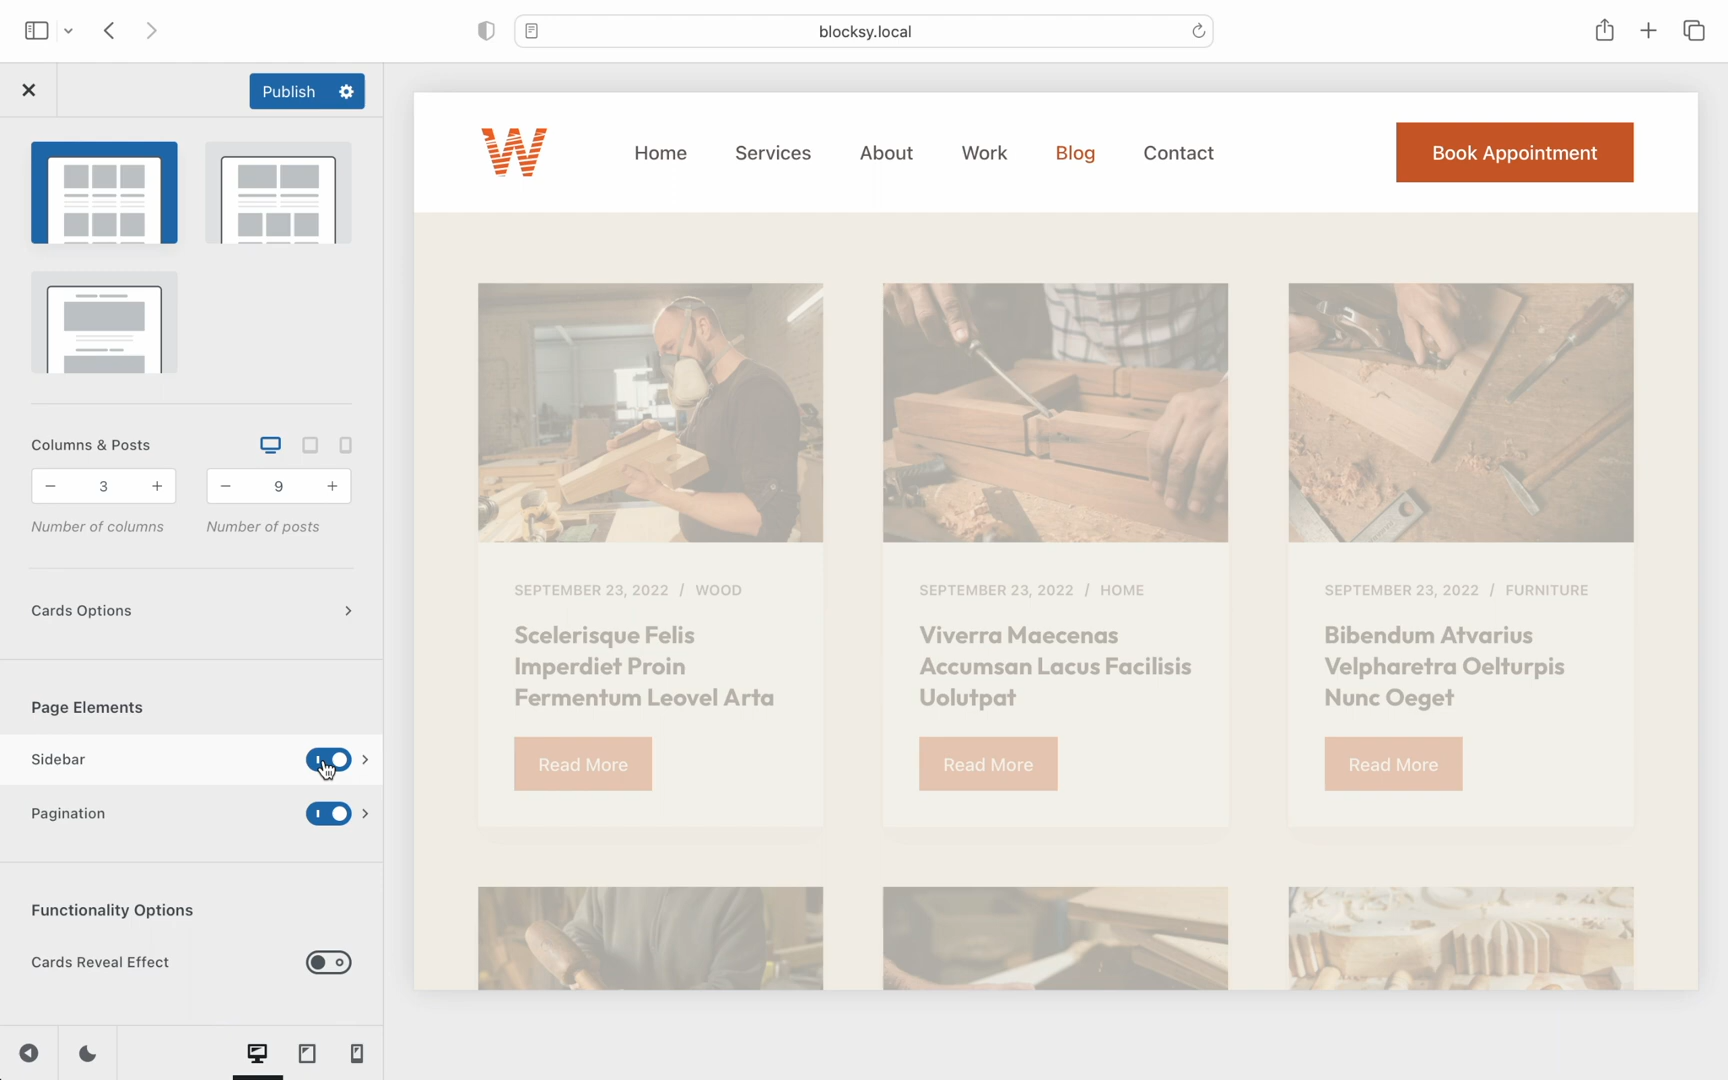 blocksy.local
Publish
W
Home
Services
About
Work
Blog
Contact
Book Appointment
Columns & Posts
3
9
Number of columns
Number of posts
Cards Options
Page Elements
Sidebar
Pagination
Functionality Options
Cards Reveal Effect
SEPTEMBER 23, 2022 / WOOD
Scelerisque Felis
Imperdiet Proin
Fermentum Leovel Arta
Read More
SEPTEMBER 23, 2022 / HOME
Viverra Maecenas
Accumsan Lacus Facilisis
Uolutpat
Read More
SEPTEMBER 23, 2022 / FURNITURE
Bibendum Atvarius
Velpharetra Oelturpis
Nunc Oeget
Read More